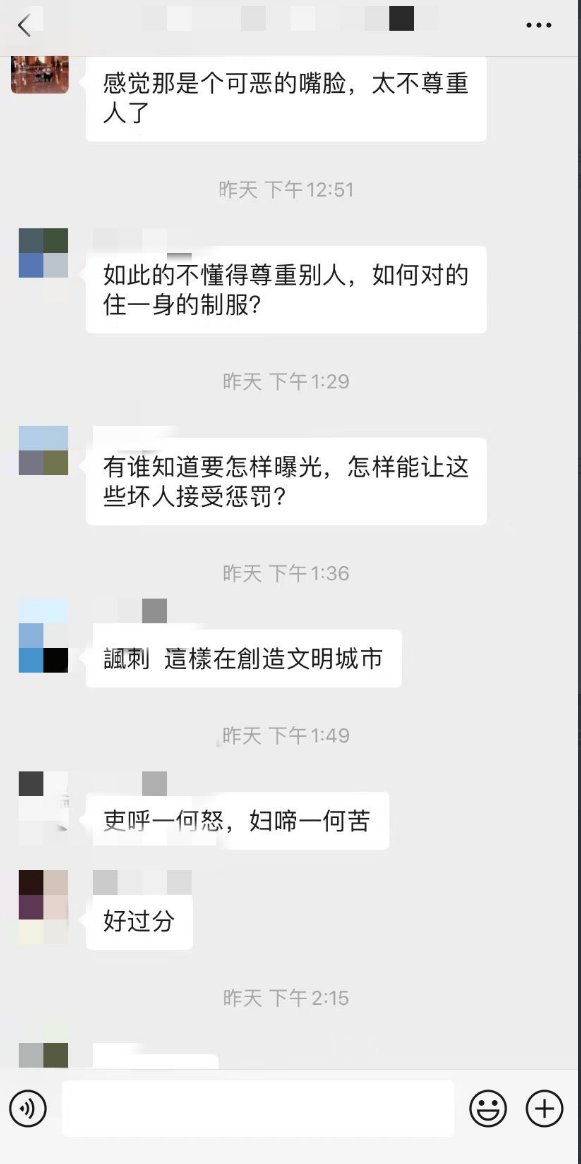 感觉那是个可恶的嘴脸，太不尊重
人了
昨天 下午12:51
如此的不懂得尊重别人，如何对的
住一身的制服？
昨天 下午1:29
有谁知道要怎样曝光，怎样能让这
些坏人接受惩罚？
昨天 下午1:36
諷刺 這樣在創造文明城市
昨天 下午1:49
吏呼一何怒，妇啼一何苦
好过分
昨天 下午2:15